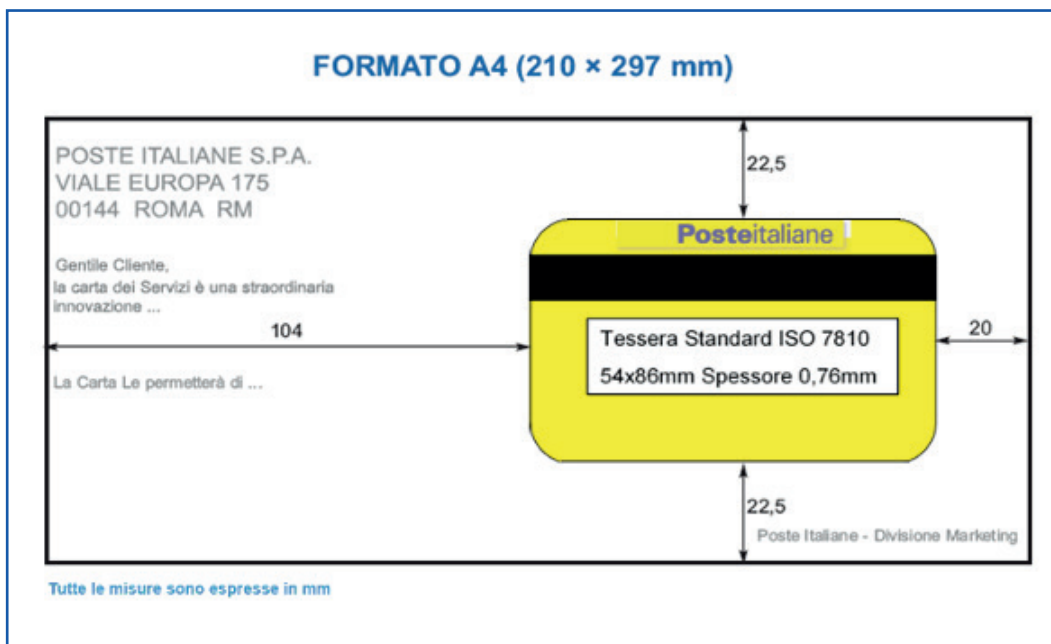 FORMATO A4 (210 × 297 mm)
POSTE ITALIANE S.P.A.
VIALE EUROPA 175
00144 ROMA RM
22,5
Posteitaliane
Gentile Cliente,
la carta dei Servizi è una straordinaria
innovazione ...
104
Tessera Standard ISO 7810
54x86mm Spessore 0,76mm
20
La Carta Le permetterà di ...
22,5
Poste Italiane - Divisione Marketing
Tutte le misure sono espresse in mm